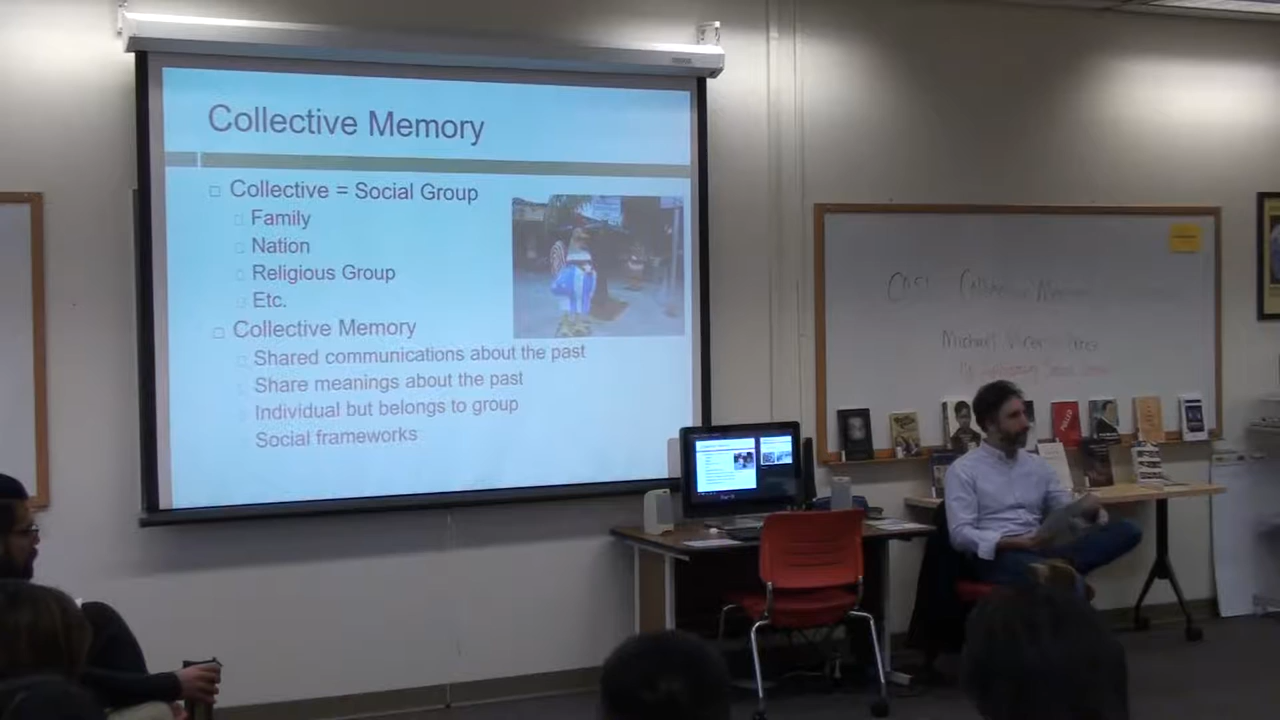 Collective Memory
Collective = Social Group
Family
Nation
Religious Group
Etc.
Collective Memory
Shared communications about the past
Share meanings about the past
Individual but belongs to group
Social frameworks
Michael